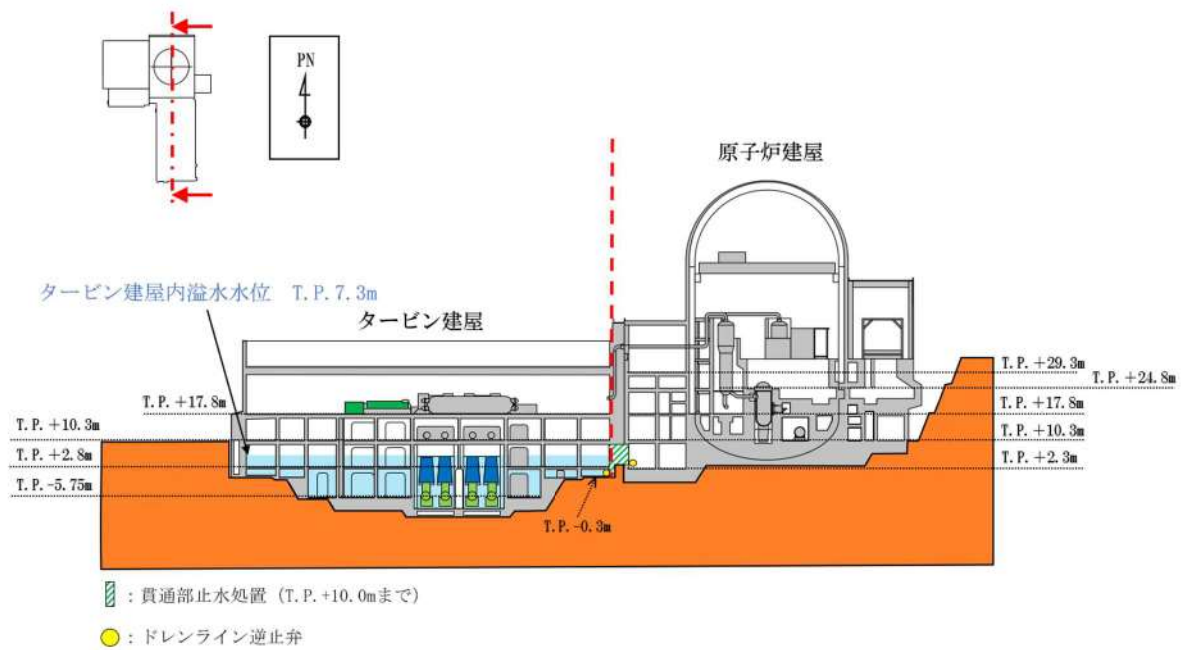 PN
原子炉建屋
タービン建屋内溢水水位 T.P.7.3m
タービン建屋
T.P.+29.3m
T.P.+24.8m
T.P.+17.8m
T.P.+17.8m
T.P.+10.3m
T.P.+10.3m
T.P.+2.8m
T.P.+2.3m
T.P.-5.75m
T.P.-0.3m
:貫通部止水処置(T.P.+10.0mまで)
:ドレンライン逆止弁